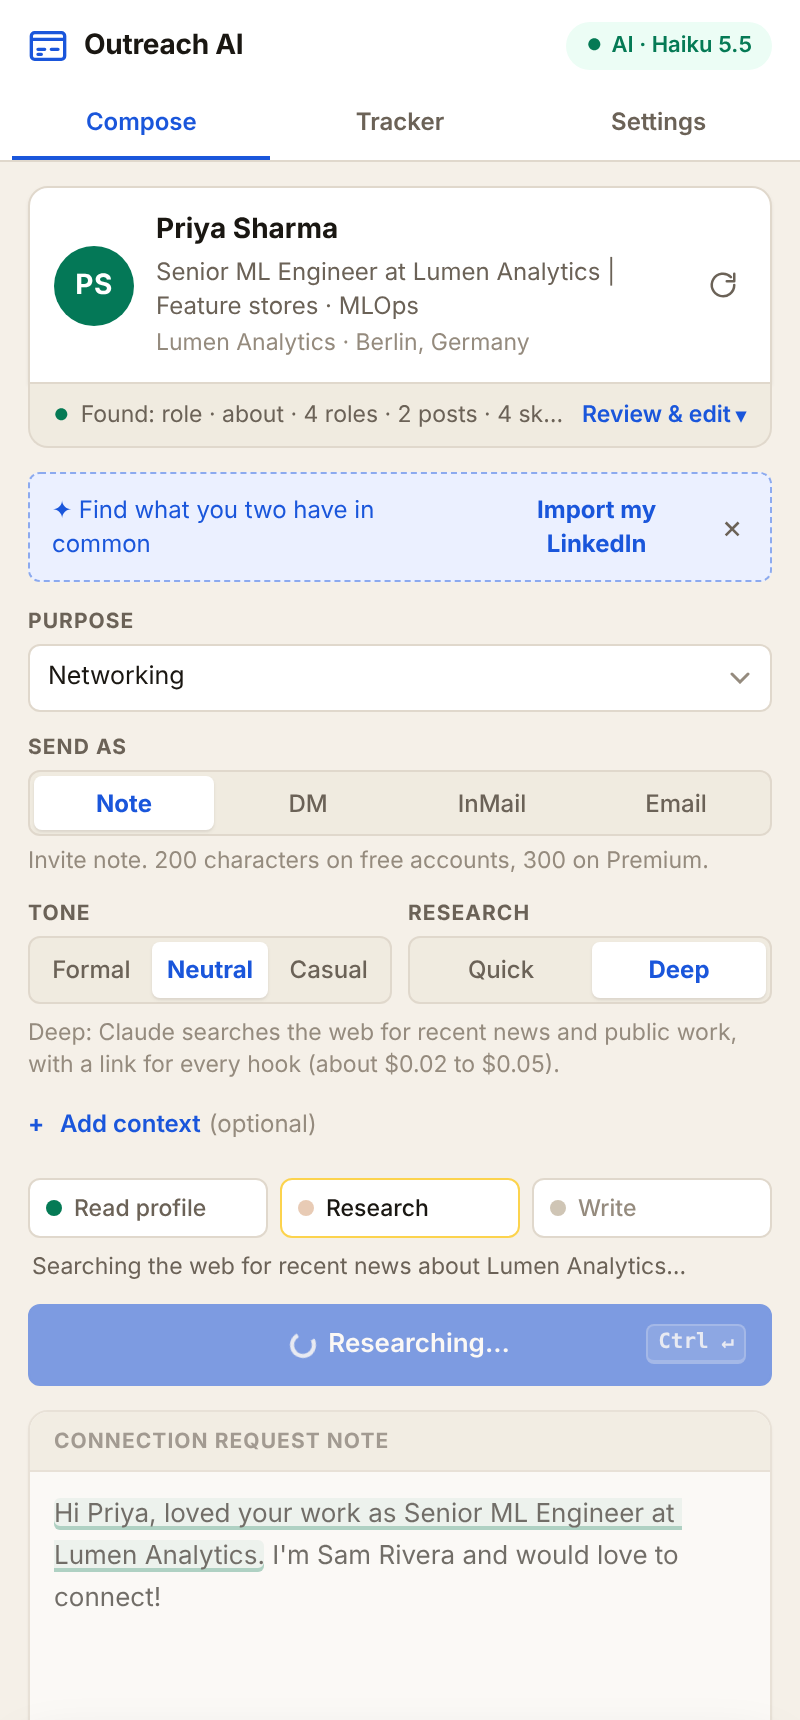 Outreach AI
AI · Haiku 5.5
Compose
Tracker
Settings
PS
Priya Sharma
Senior ML Engineer at Lumen Analytics |
Feature stores · MLOps
Lumen Analytics · Berlin, Germany
Found: role · about · 4 roles · 2 posts · 4 sk...
Review & edit ▾
✦ Find what you two have in
common
Import my
LinkedIn
✕
PURPOSE
Networking
SEND AS
Note
DM
InMail
Email
Invite note. 200 characters on free accounts, 300 on Premium.
TONE
RESEARCH
Formal
Neutral
Casual
Quick
Deep
Deep: Claude searches the web for recent news and public work,
with a link for every hook (about $0.02 to $0.05).
+ Add context (optional)
Read profile
Research
Write
Searching the web for recent news about Lumen Analytics...
Researching...
Ctrl ↵
CONNECTION REQUEST NOTE
Hi Priya, loved your work as Senior ML Engineer at
Lumen Analytics. I'm Sam Rivera and would love to
connect!